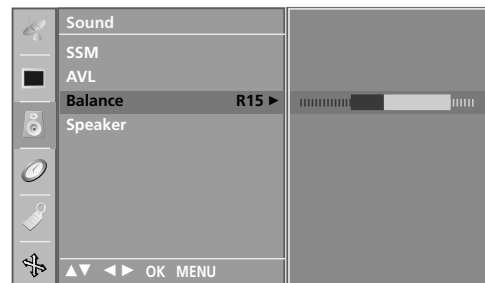 Sound
SSM
AVL
Balance R15 ►
Speaker
▲▼ ◄► OK MENU